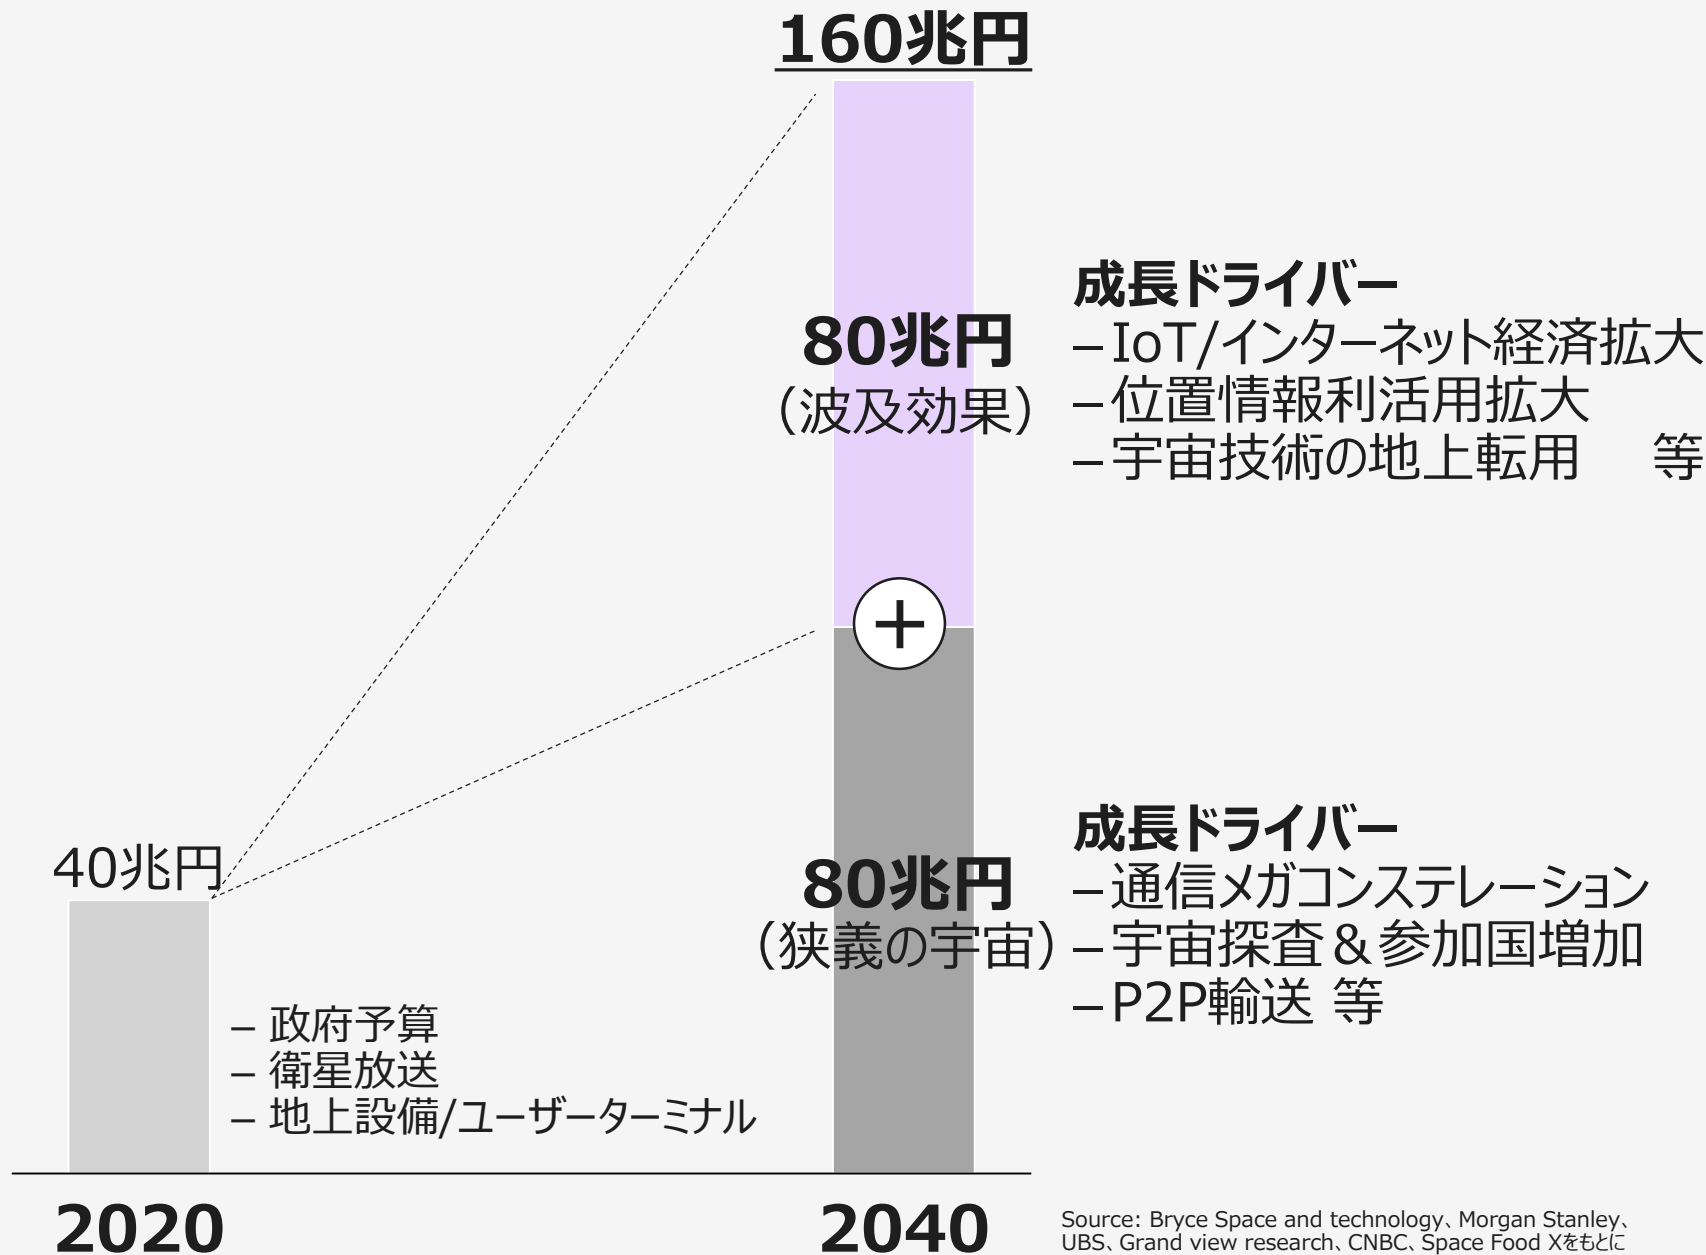 160兆円
80兆円
（波及効果）
成長ドライバー
–IoT/インターネット経済拡大
–位置情報利活用拡大
–宇宙技術の地上転用 等
+
40兆円
– 政府予算
– 衛星放送
– 地上設備/ユーザーターミナル
80兆円
（狭義の宇宙）
成長ドライバー
–通信メガコンステレーション
–宇宙探査＆参加国増加
–P2P輸送 等
2020
2040
Source: Bryce Space and technology、Morgan Stanley、
UBS、Grand view research、CNBC、Space Food Xをもとに